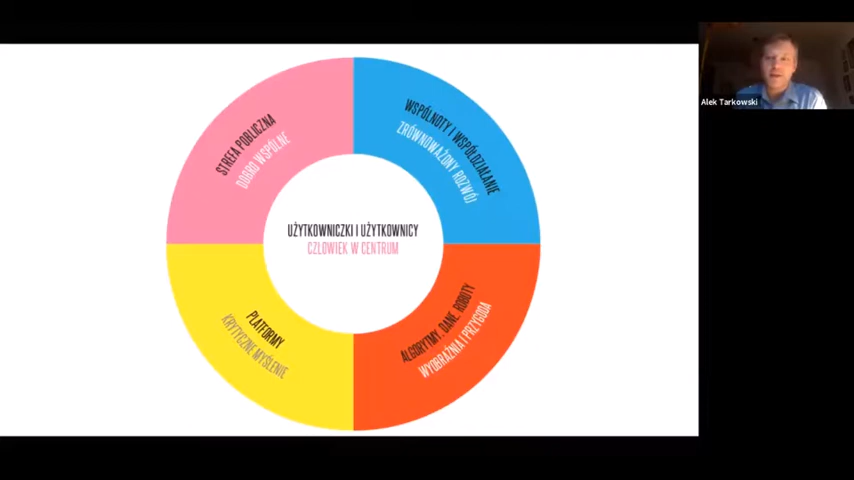 STREFA PUBLICZNA
DOBRO WSPÓLNE
WSPÓLNOTY I WSPÓŁDZIAŁANIE
ZRÓWNOWAŻONY ROZWÓJ
UŻYTKOWNICZKI I UŻYTKOWNICY
CZŁOWIEK W CENTRUM
PLATFORMY
KRYTYCZNE MYŚLENIE
ALGORYTMY, DANE, ROBOTY
WYOBRAŹNIA I PRZYGODA
Alek Tarkowski